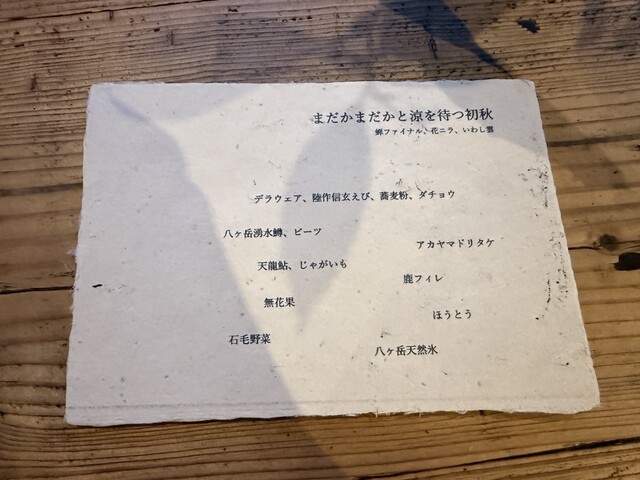 まだかまだかと涼を待つ初秋
蝉ファイナル、花ニラ、いわし雲
デラウェア、陸作信玄えび、蕎麦粉、ダチョウ
八ヶ岳湧水鱒、ビーツ
アカヤマドリタケ
天龍鮎、じゃがいも
鹿フィレ
無花果
ほうとう
石毛野菜
八ヶ岳天然氷